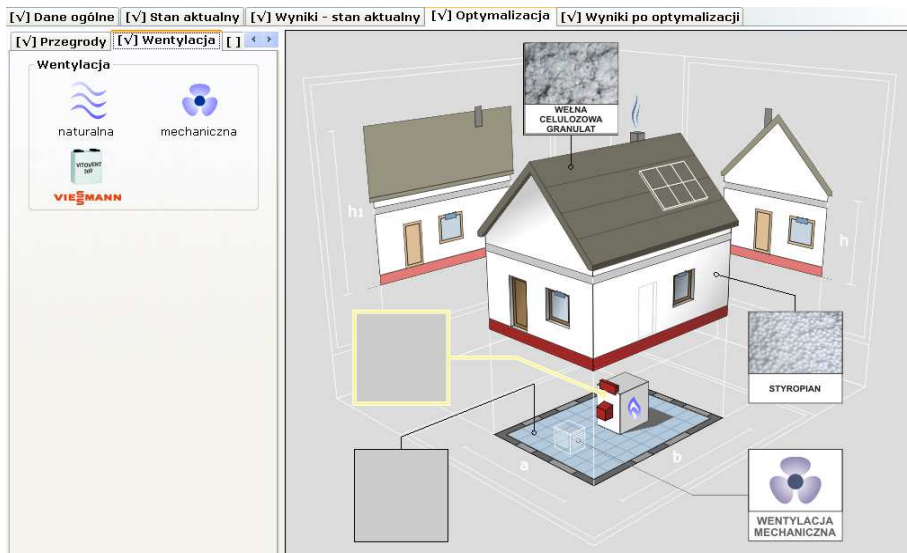 [√] Dane ogólne [√] Stan aktualny [√] Wyniki - stan aktualny [√] Optymalizacja [√] Wyniki po optymalizacji
[√] Przegrody [√] Wentylacja [ ]
Wentylacja
naturalna mechaniczna
VITOVENT
300
VIESMANN
WEŁNA
CELULOZOWA
GRANULAT
h1
h
STYROPIAN
a
b
WENTYLACJA
MECHANICZNA